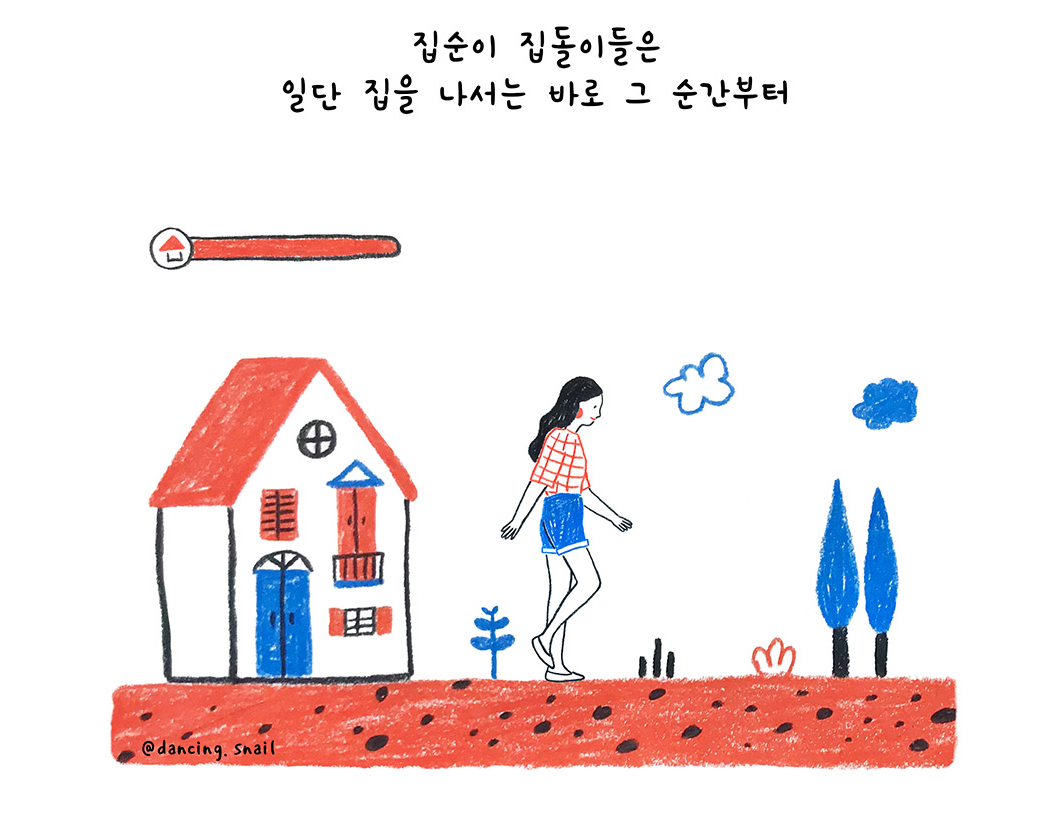 집순이 집돌이들은
일단 집을 나서는 바로 그 순간부터
@dancing. snail